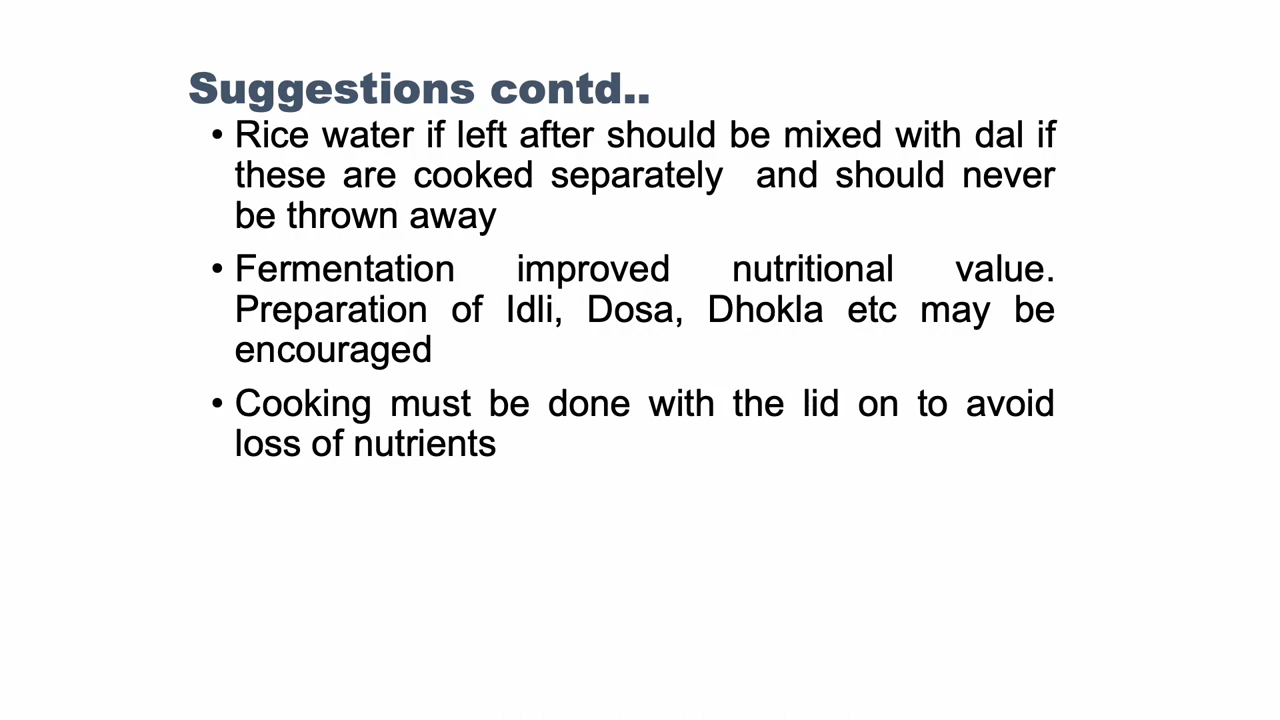 Suggestions contd..
• Rice water if left after should be mixed with dal if
these are cooked separately and should never
be thrown away
• Fermentation improved nutritional value.
Preparation of Idli, Dosa, Dhokla etc may be
encouraged
• Cooking must be done with the lid on to avoid
loss of nutrients